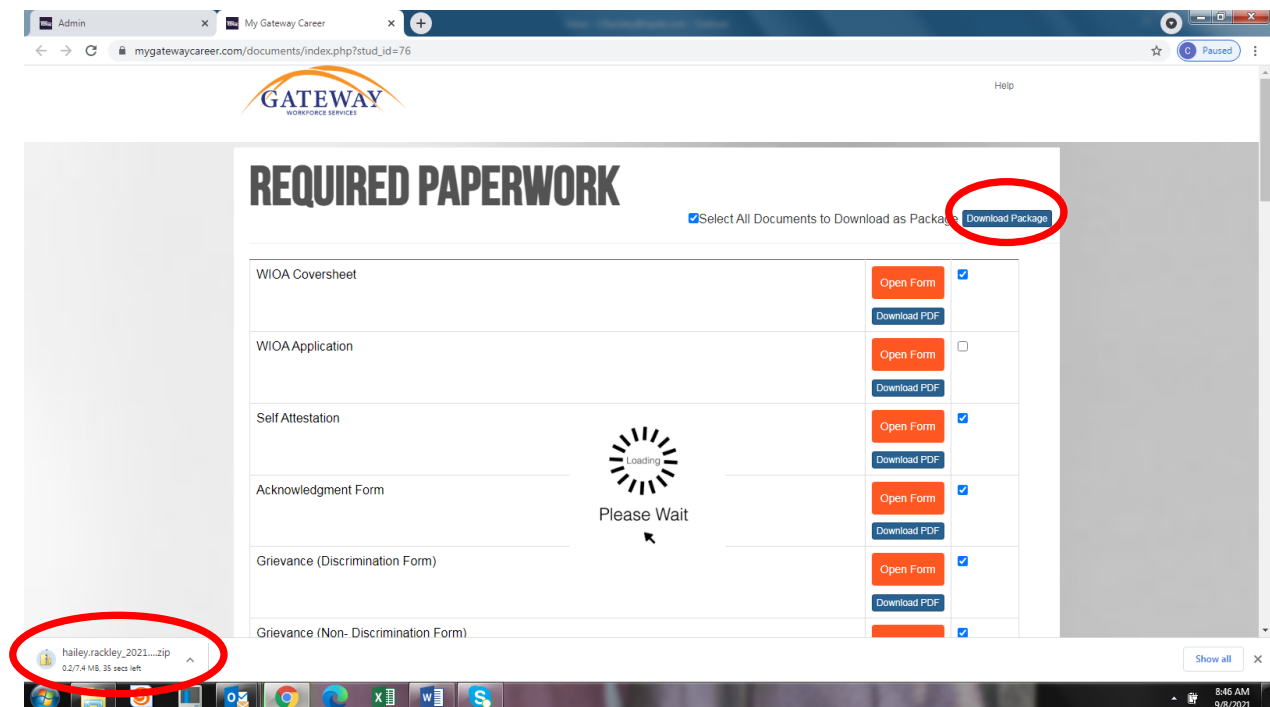 Admin
My Gateway Career
mygatewaycareer.com/documents/index.php?stud_id=76
C Paused
GATEWAY
WORKFORCE SERVICES
Help
REQUIRED PAPERWORK
Select All Documents to Download as Package Download Package
WIOA Coversheet
Open Form
Download PDF
WIOA Application
Open Form
Download PDF
Self Attestation
Open Form
Download PDF
Loading
Please Wait
Acknowledgment Form
Open Form
Download PDF
Grievance (Discrimination Form)
Open Form
Download PDF
Grievance (Non- Discrimination Form)
hailey.rackley_2021....zip
0.2/7.4 MB, 35 secs left
Show all
8:46 AM
9/8/2021